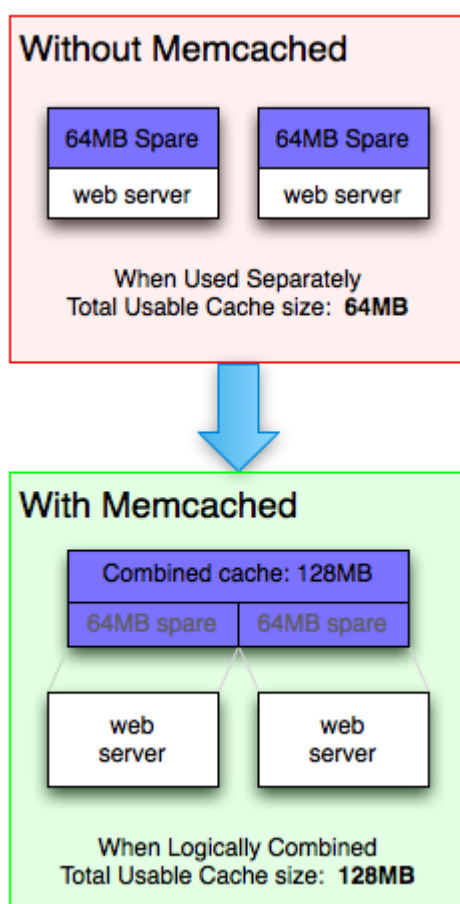 Without Memcached
64MB Spare
web server
64MB Spare
web server
When Used Separately
Total Usable Cache size: 64MB
With Memcached
Combined cache: 128MB
64MB spare
64MB spare
web
server
web
server
When Logically Combined
Total Usable Cache size: 128MB